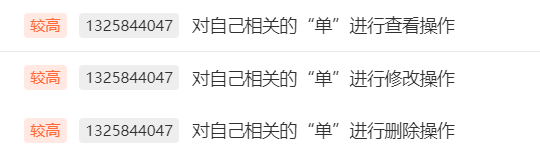 较高 1325844047 对自己相关的“单”进行查看操作
较高 1325844047 对自己相关的“单”进行修改操作
较高 1325844047 对自己相关的“单”进行删除操作